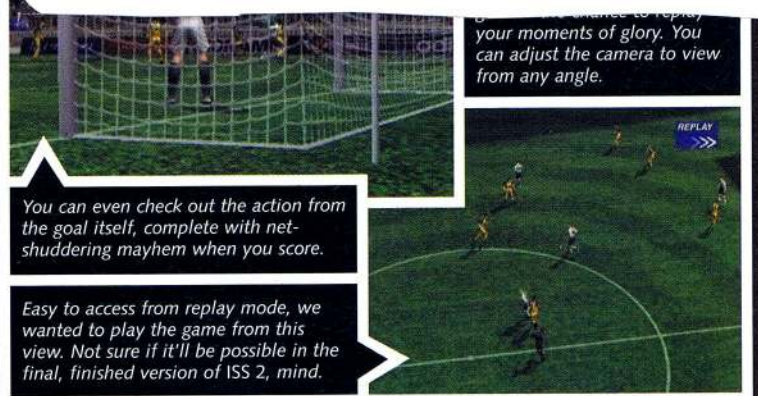 your moments of glory. You
can adjust the camera to view
from any angle.
REPLAY
You can even check out the action from
the goal itself, complete with net-
shuddering mayhem when you score.
Easy to access from replay mode, we
wanted to play the game from this
view. Not sure if it'll be possible in the
final, finished version of ISS 2, mind.